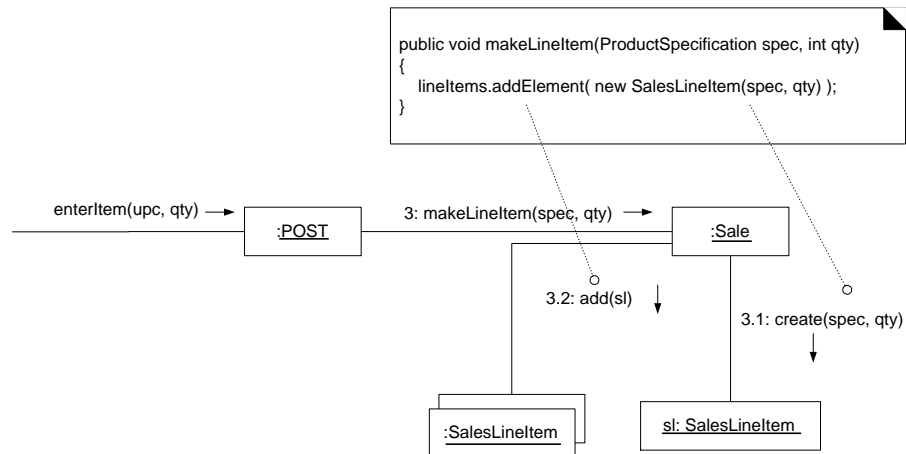 public void makeLineItem(ProductSpecification spec, int qty)
{
lineItems.addElement( new SalesLineItem(spec, qty) );
}
enterItem(upc, qty)
3: makeLineItem(spec, qty)
:POST
:Sale
3.2: add(sl)
3.1: create(spec, qty)
:SalesLineItem
sl: SalesLineItem